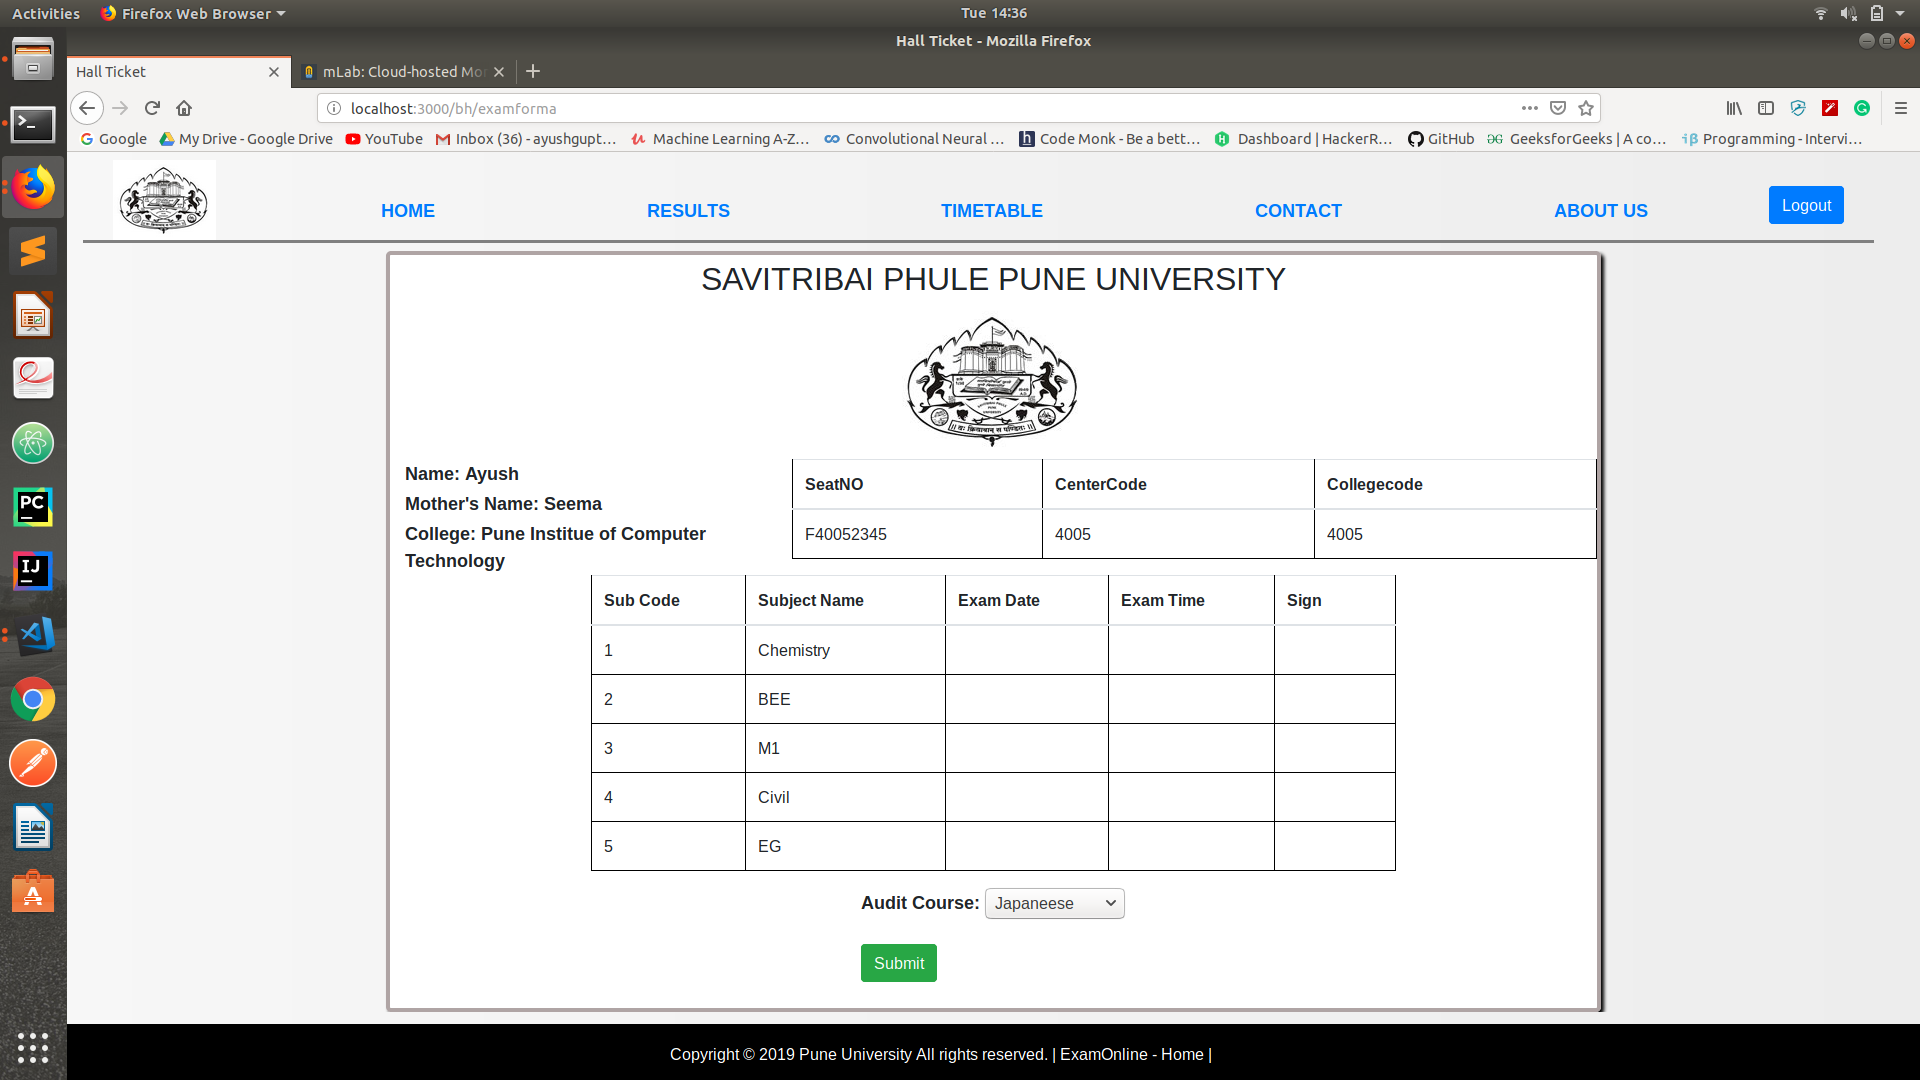 Activities
Firefox Web Browser
Tue 14:36
Hall Ticket - Mozilla Firefox
Hall Ticket
mLab: Cloud-hosted Mo
localhost:3000/bh/examforma
Google
My Drive - Google Drive
YouTube
Inbox (36) - ayushgupt…
Machine Learning A-Z…
Convolutional Neural …
Code Monk - Be a bett…
Dashboard | HackerR…
GitHub
GeeksforGeeks | A co…
Programming - Intervi…
HOME
RESULTS
TIMETABLE
CONTACT
ABOUT US
Logout
SAVITRIBAI PHULE PUNE UNIVERSITY
Name: Ayush
Mother's Name: Seema
College: Pune Institue of Computer
Technology
SeatNO CenterCode Collegecode
F40052345 4005 4005
Sub Code Subject Name Exam Date Exam Time Sign
1 Chemistry
2 BEE
3 M1
4 Civil
5 EG
Audit Course: Japaneese
Submit
Copyright © 2019 Pune University All rights reserved. | ExamOnline - Home |